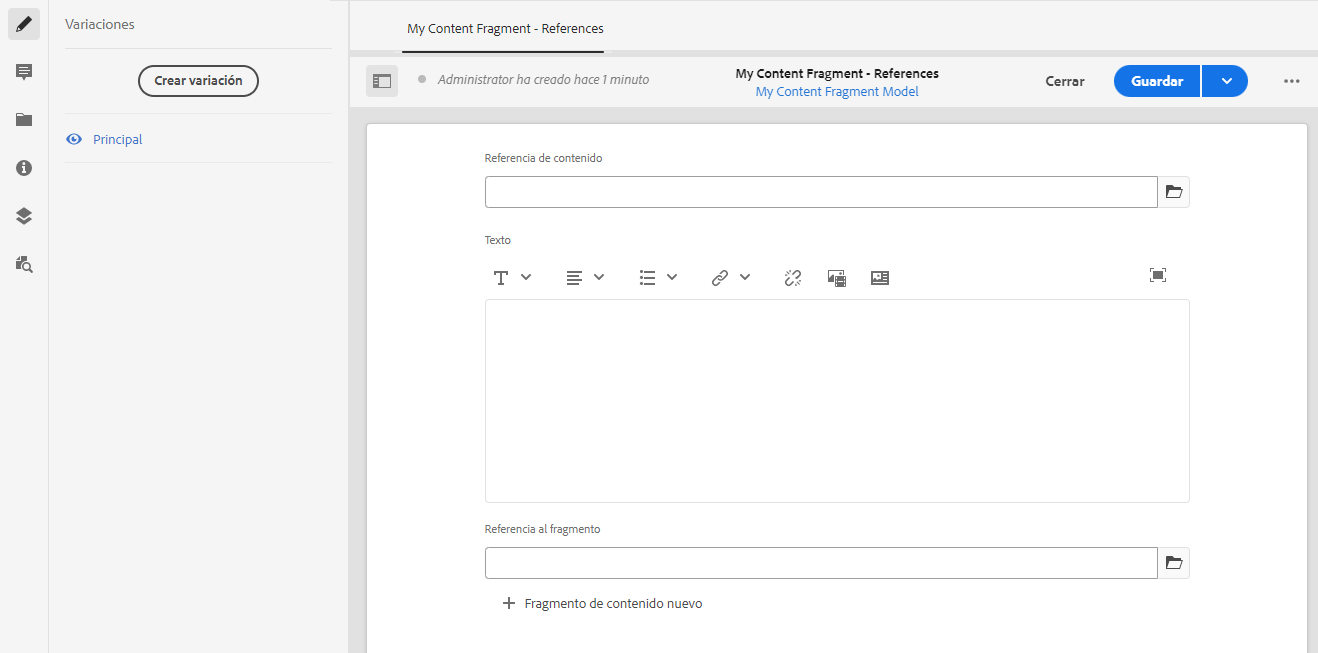 Variaciones
Crear variación
Principal
My Content Fragment - References
Administrator ha creado hace 1 minuto
My Content Fragment - References
My Content Fragment Model
Cerrar
Guardar
Referencia de contenido
Texto
Referencia al fragmento
Fragmento de contenido nuevo